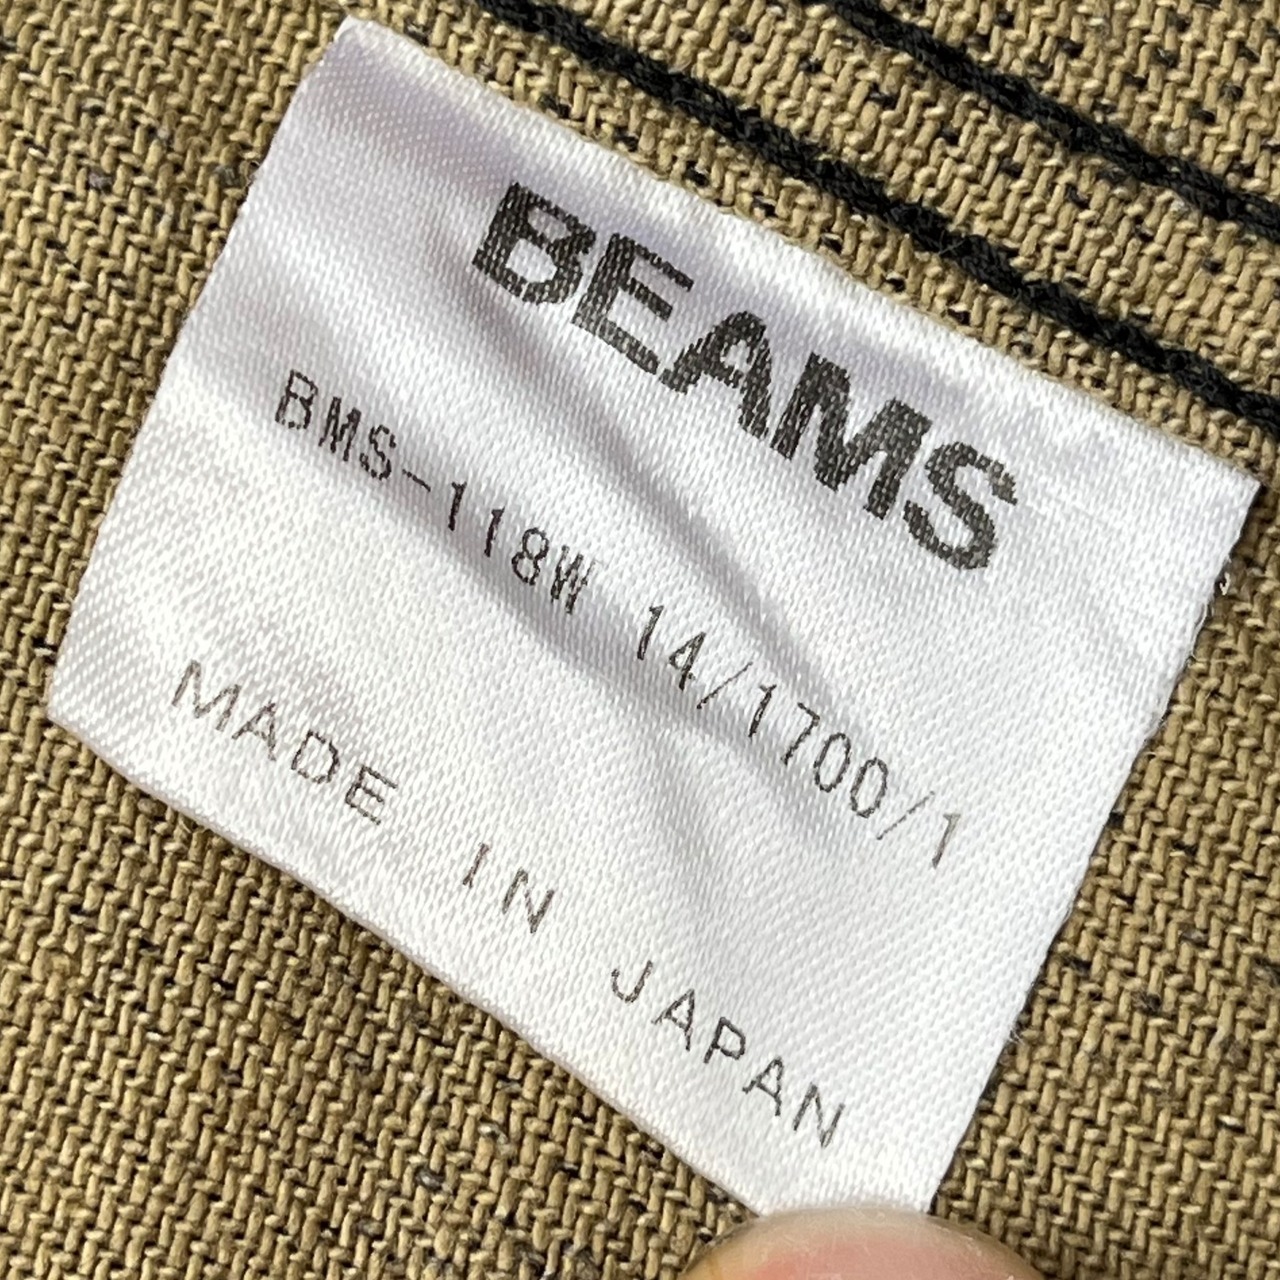 BEAMS
BMS-118W 14/1700/1
MADE IN JAPAN